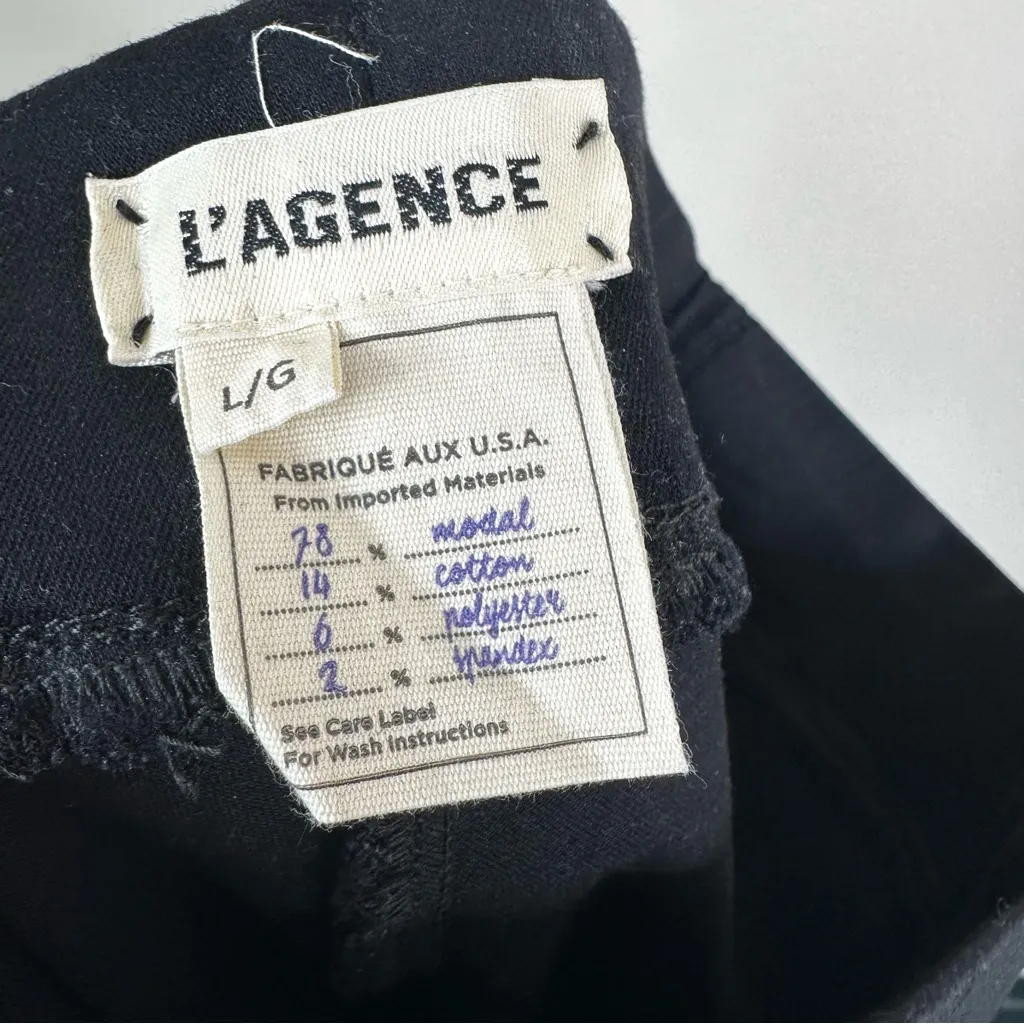 L'AGENCE
L/G
FABRIQUÉ AUX U.S.A.
From Imported Materials
78 % modal
14 % cotton
6 % polyester
2 % spandex
See Care Label
For Wash Instructions